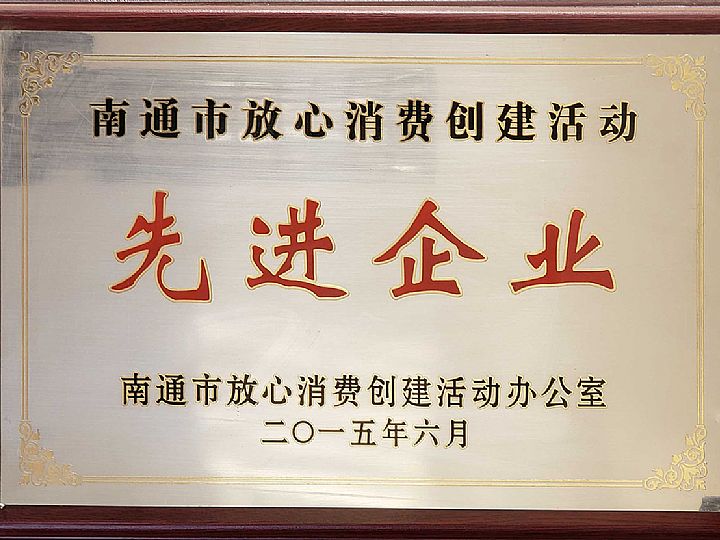 南通市放心消费创建活动
先进企业
南通市放心消费创建活动办公室
二〇一五年六月